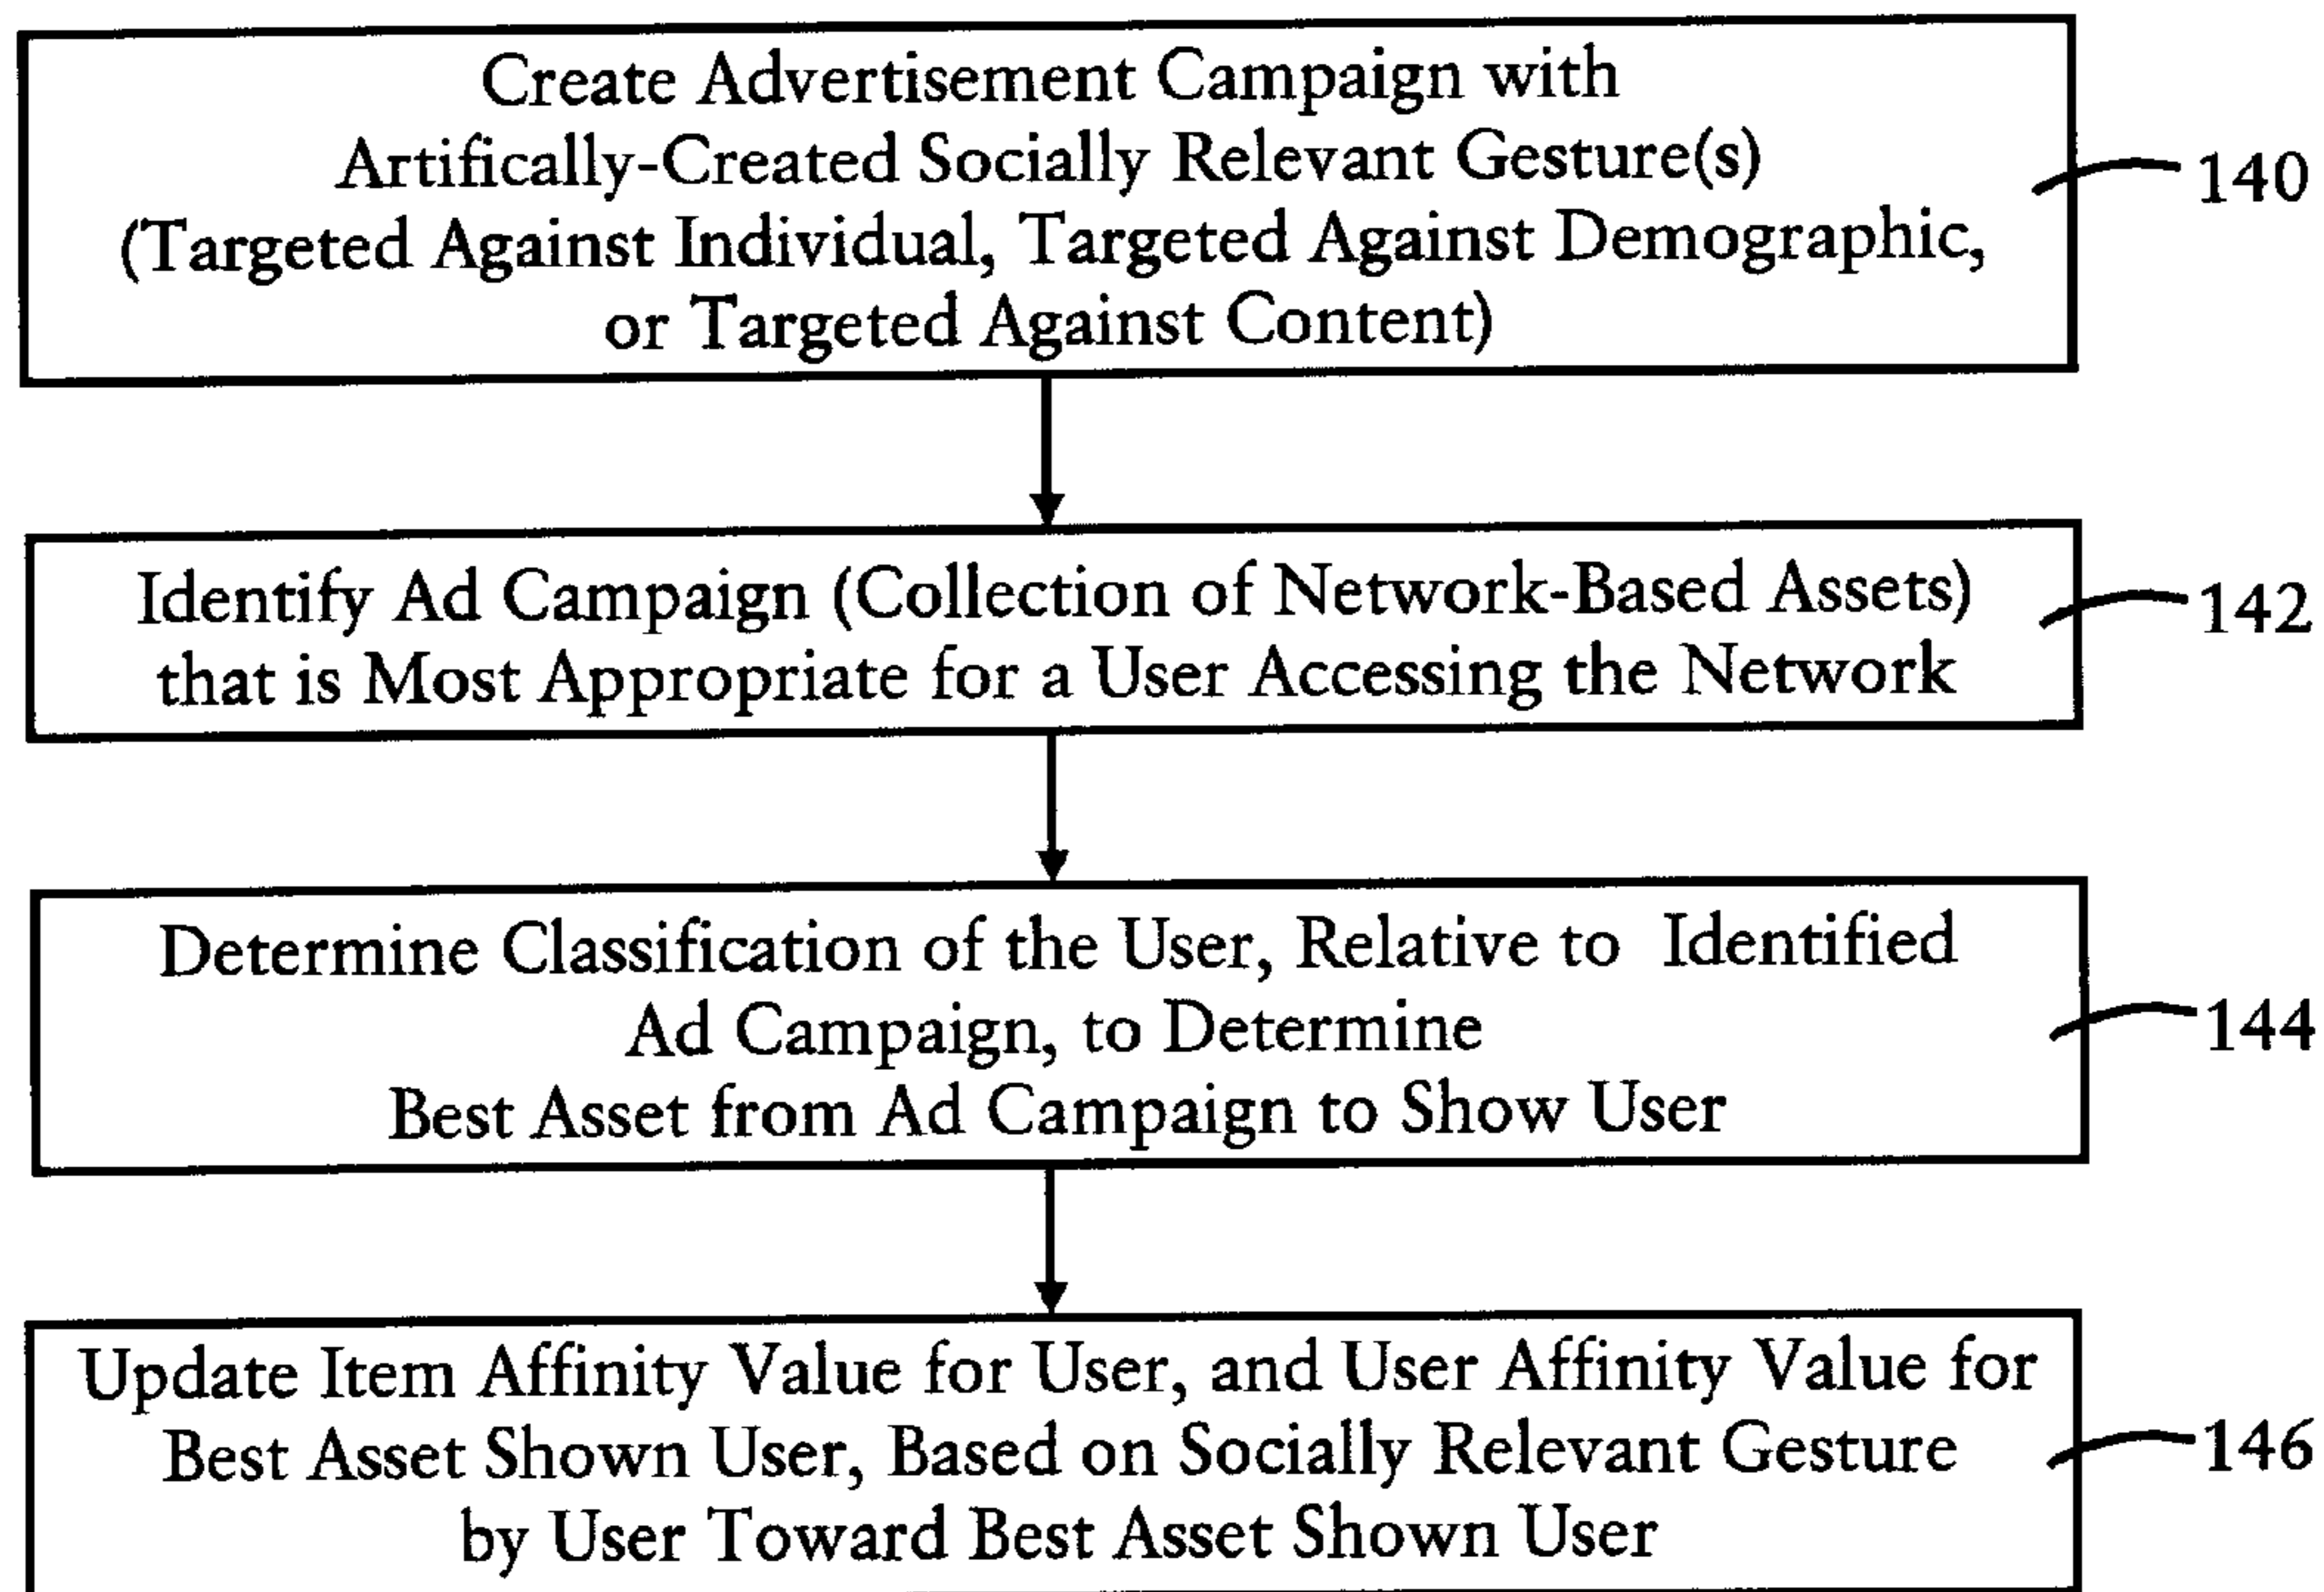 Create Advertisement Campaign with
Artifically-Created Socially Relevant Gesture(s)
(Targeted Against Individual, Targeted Against Demographic,
or Targeted Against Content)
140
Identify Ad Campaign (Collection of Network-Based Assets)
that is Most Appropriate for a User Accessing the Network
142
Determine Classification of the User, Relative to Identified
Ad Campaign, to Determine
Best Asset from Ad Campaign to Show User
144
Update Item Affinity Value for User, and User Affinity Value for
Best Asset Shown User, Based on Socially Relevant Gesture
by User Toward Best Asset Shown User
146